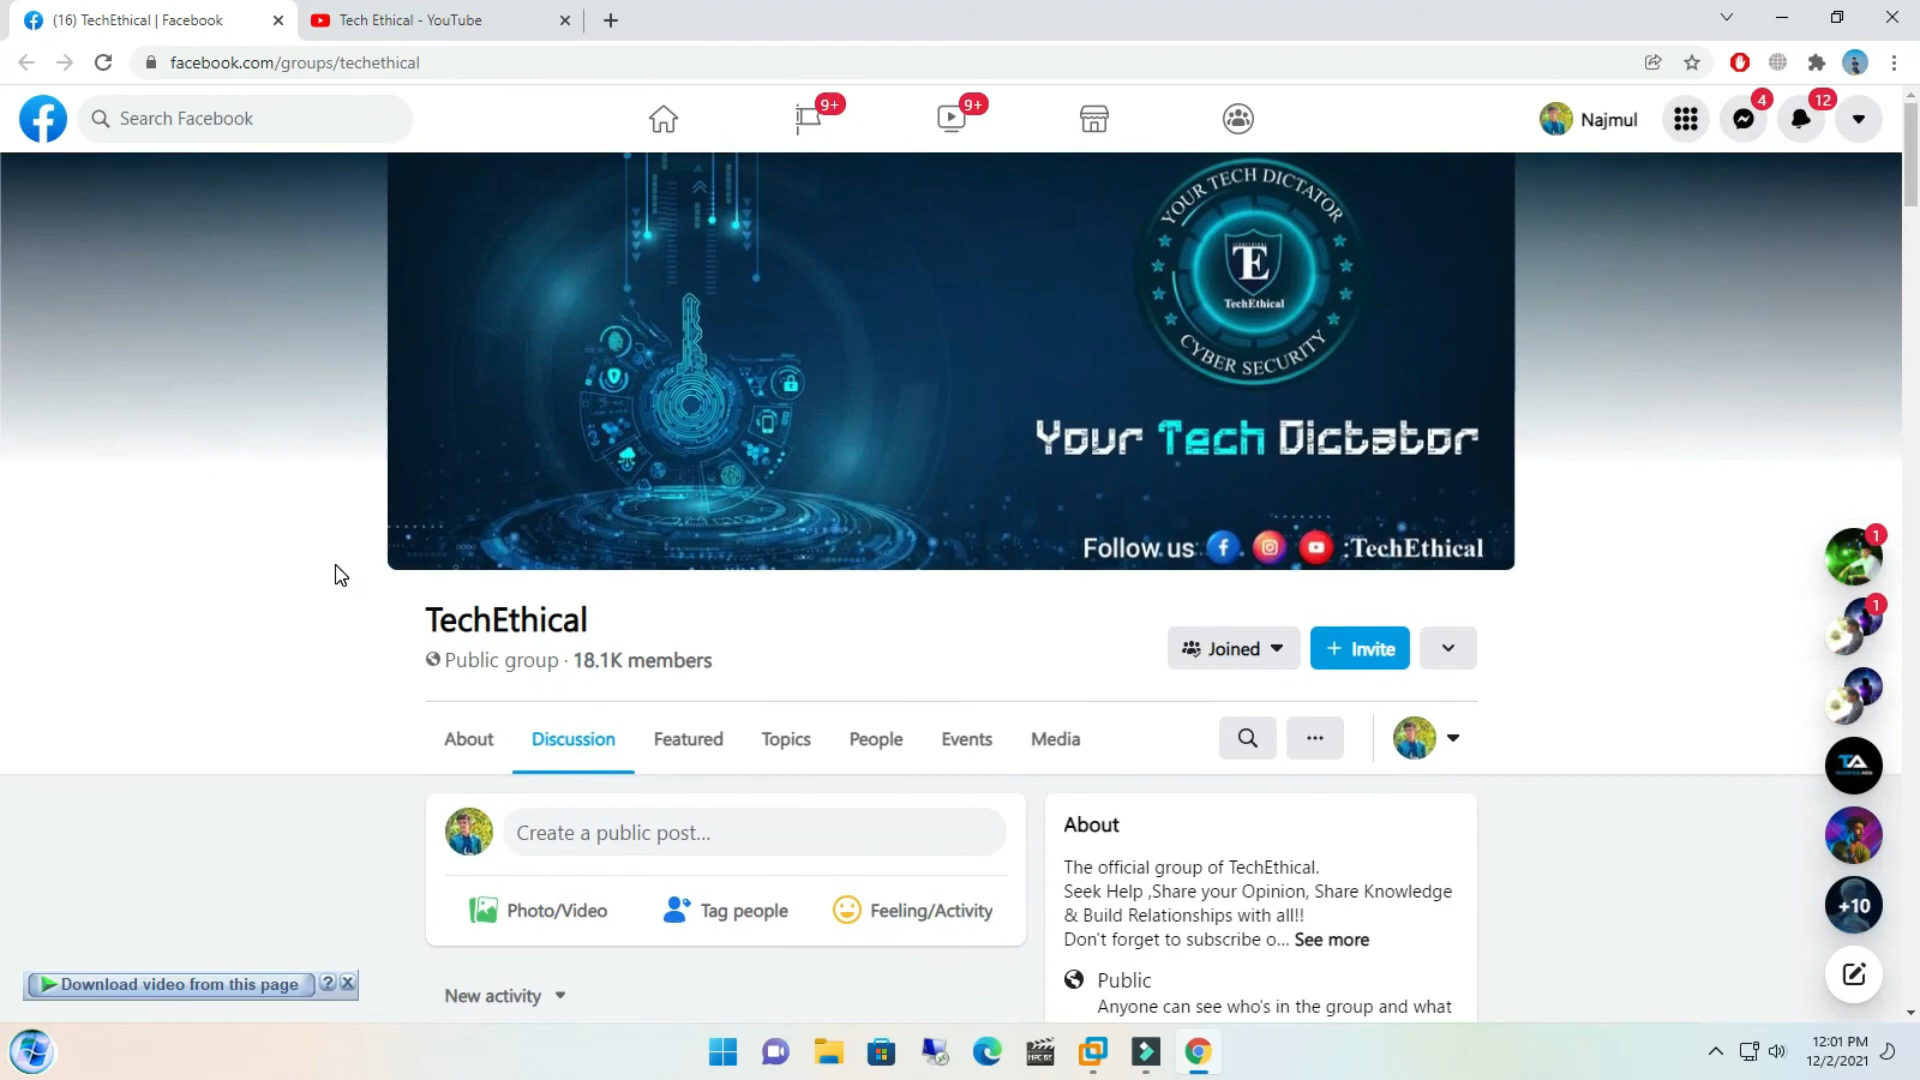 (16) TechEthical | Facebook
Tech Ethical - YouTube
facebook.com/groups/techethical
Search Facebook
9+
9+
Najmul
4
12
YOUR TECH DICTATOR
TE
TechEthical
CYBER SECURITY
Your Tech Dictator
Follow us
:TechEthical
TechEthical
Public group · 18.1K members
Joined
+ Invite
About
Discussion
Featured
Topics
People
Events
Media
1
1
TA
+10
Create a public post...
Photo/Video
Tag people
Feeling/Activity
New activity
About
The official group of TechEthical.
Seek Help ,Share your Opinion, Share Knowledge
& Build Relationships with all!!
Don't forget to subscribe o... See more
Public
Anyone can see who's in the group and what
Download video from this page
?
12:01 PM
12/2/2021